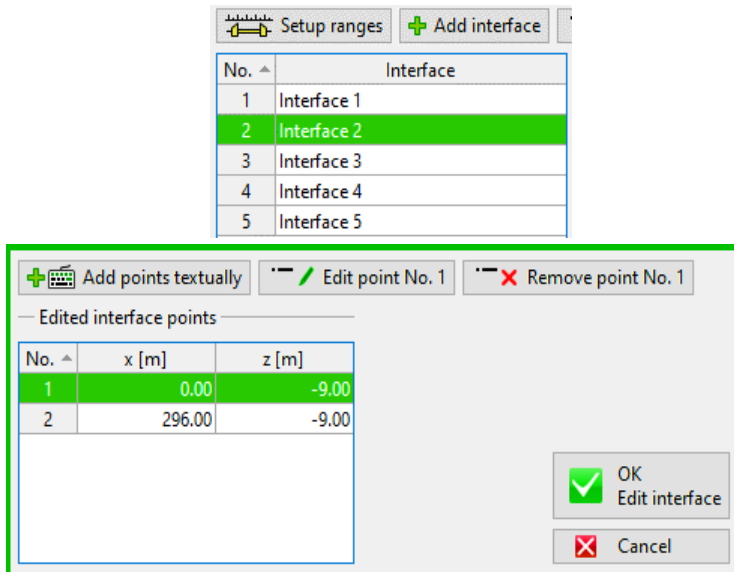 Setup ranges Add interface
No. Interface
1 Interface 1
2 Interface 2
3 Interface 3
4 Interface 4
5 Interface 5
Add points textually Edit point No. 1 Remove point No. 1
Edited interface points
No. x [m] z [m]
1 0.00 -9.00
2 296.00 -9.00
OK
Edit interface
Cancel